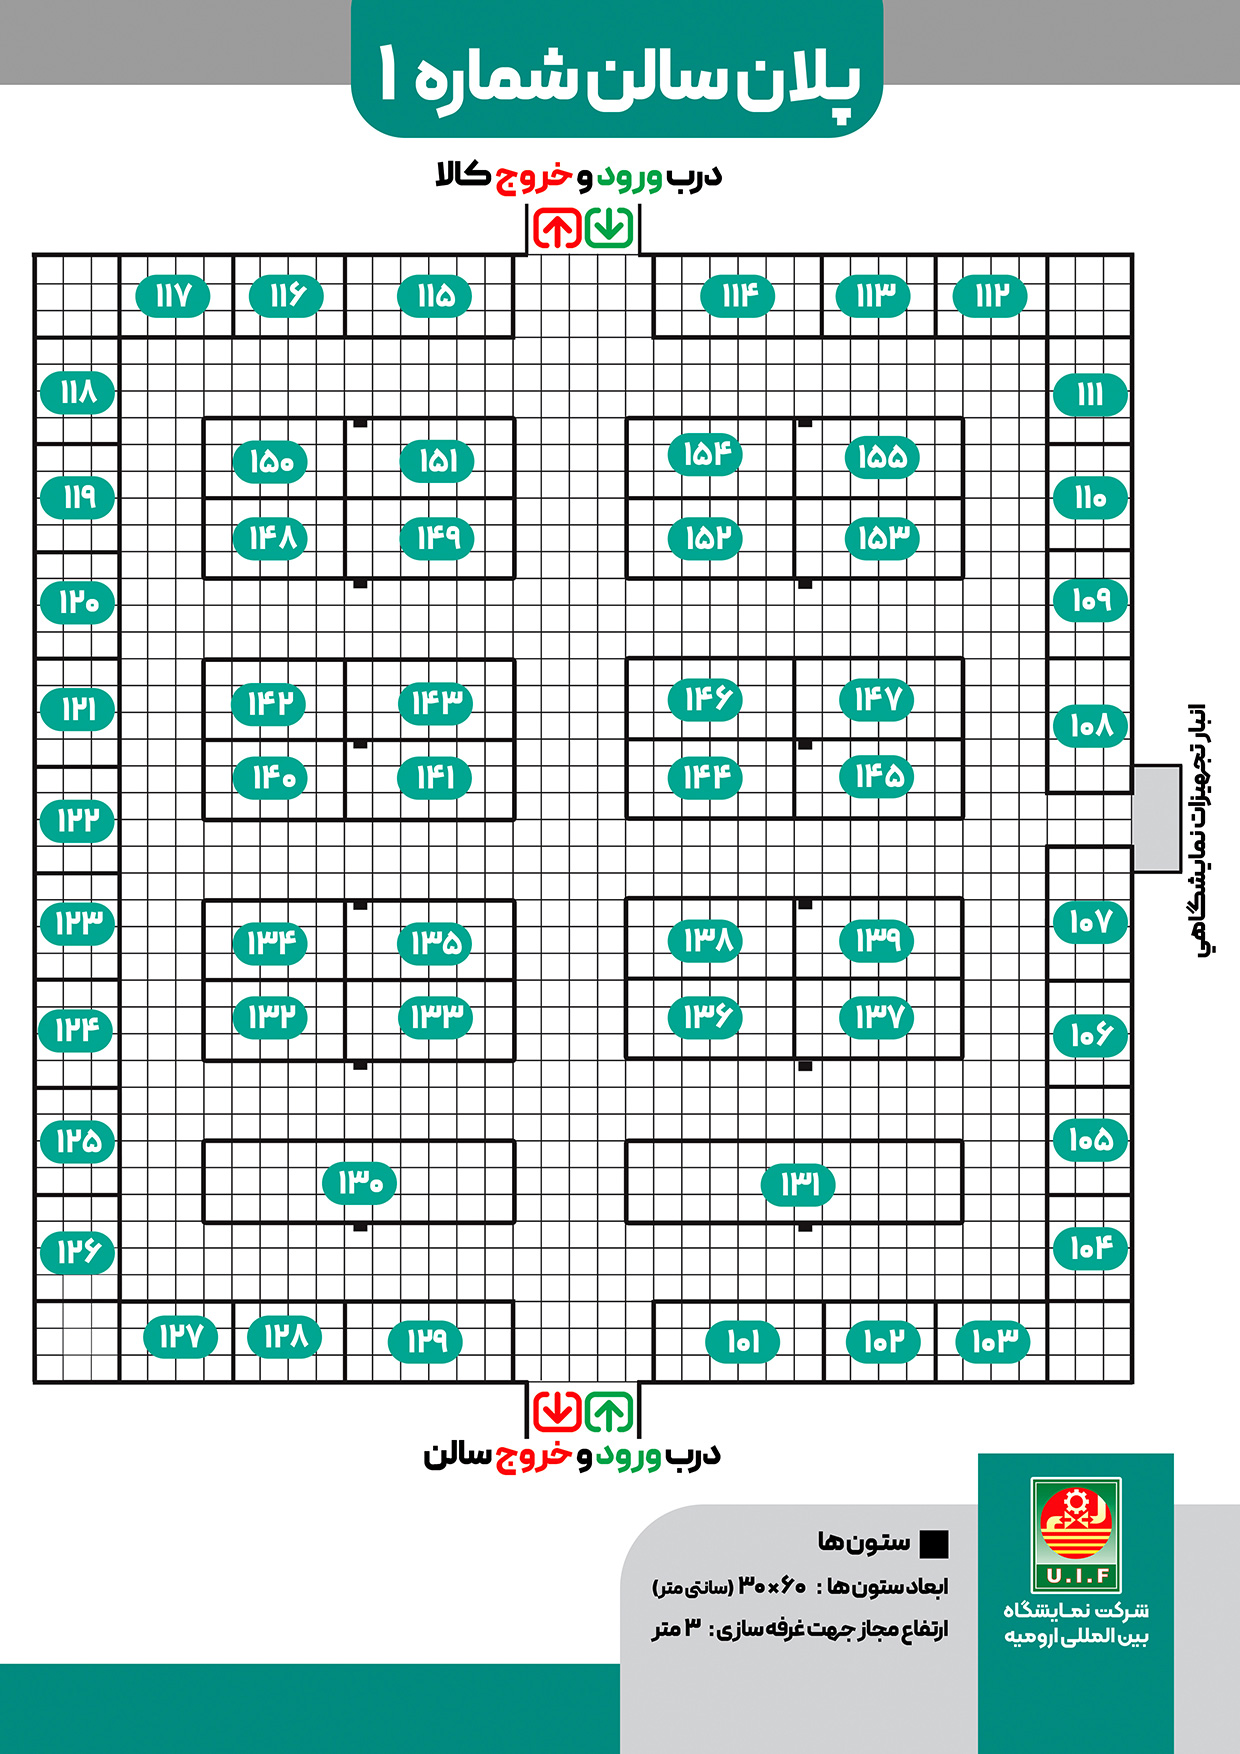 پلان سالن شماره ۱
درب ورود و خروج کالا
۱۱۷ ۱۱۶ ۱۱۵ ۱۱۴ ۱۱۳ ۱۱۲
۱۱۸ ۱۱۱
۱۵۰ ۱۵۱ ۱۵۴ ۱۵۵
۱۱۹ ۱۱۰
۱۴۸ ۱۴۹ ۱۵۲ ۱۵۳
۱۲۰ ۱۰۹
۱۲۱ ۱۴۲ ۱۴۳ ۱۴۶ ۱۴۷ ۱۰۸
۱۴۰ ۱۴۱ ۱۴۴ ۱۴۵
انبار تجهیزات نمایشگاهي
۱۲۲
۱۲۳ ۱۳۴ ۱۳۵ ۱۳۸ ۱۳۹ ۱۰۷
۱۲۴ ۱۳۲ ۱۳۳ ۱۳۶ ۱۳۷ ۱۰۶
۱۲۵ ۱۰۵
۱۳۰ ۱۳۱
۱۲۶ ۱۰۴
۱۲۷ ۱۲۸ ۱۲۹ ۱۰۱ ۱۰۲ ۱۰۳
درب ورود و خروج سالن
ستون‌ها
ابعاد ستون ها : ۳۰×۶۰ (سانتی متر)
ارتفاع مجاز جهت غرفه سازی : ۳ متر
U.I.F
شرکت نمایشگاه
بین المللی ارومیه